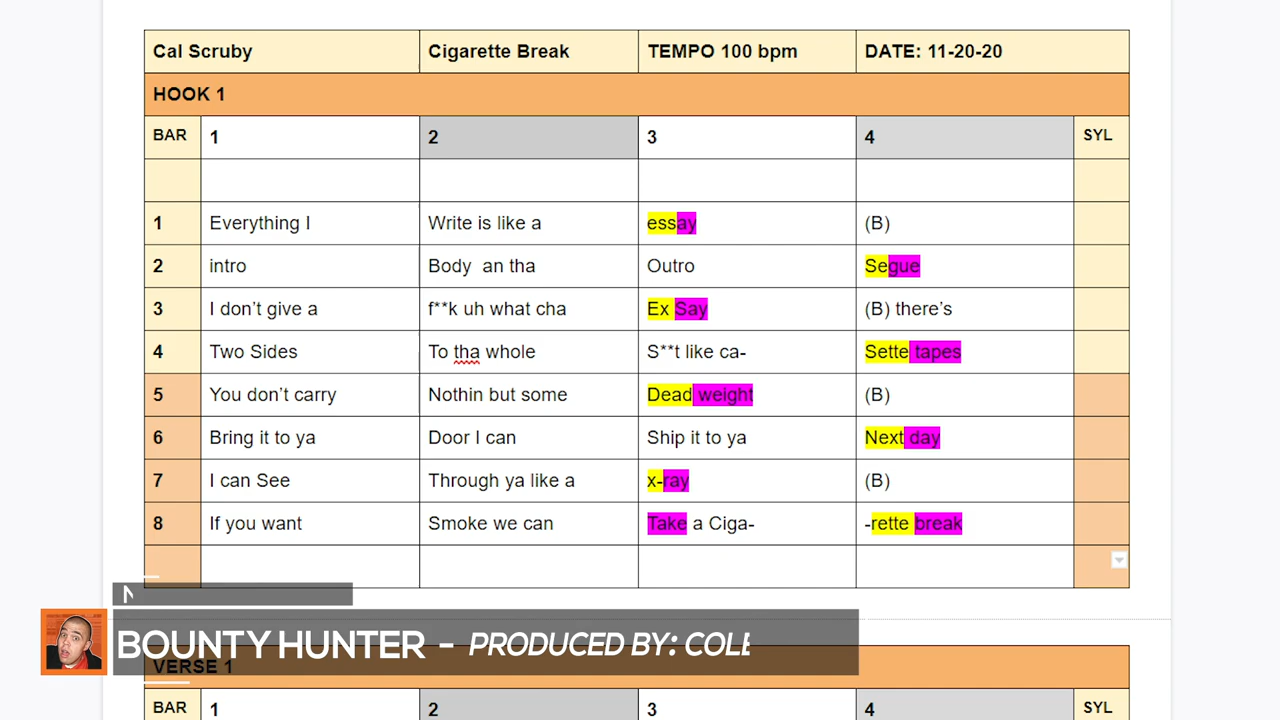 Cal Scruby Cigarette Break TEMPO 100 bpm DATE: 11-20-20
HOOK 1
BAR 1 2 3 4 SYL
1 Everything I Write is like a essay (B)
2 intro Body an tha Outro Segue
3 I don't give a f**k uh what cha Ex Say (B) there's
4 Two Sides To tha whole S**t like ca- Sette tapes
5 You don't carry Nothin but some Dead weight (B)
6 Bring it to ya Door I can Ship it to ya Next day
7 I can See Through ya like a x-ray (B)
8 If you want Smoke we can Take a Ciga- -rette break
BOUNTY HUNTER - PRODUCED BY: COLE
VERSE 1
BAR 1 2 3 4 SYL